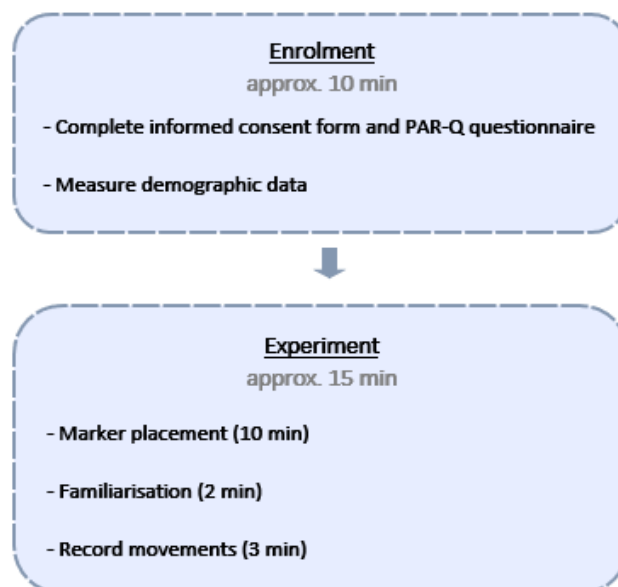 Enrolment
approx. 10 min
- Complete informed consent form and PAR-Q questionnaire
- Measure demographic data
Experiment
approx. 15 min
- Marker placement (10 min)
- Familiarisation (2 min)
- Record movements (3 min)